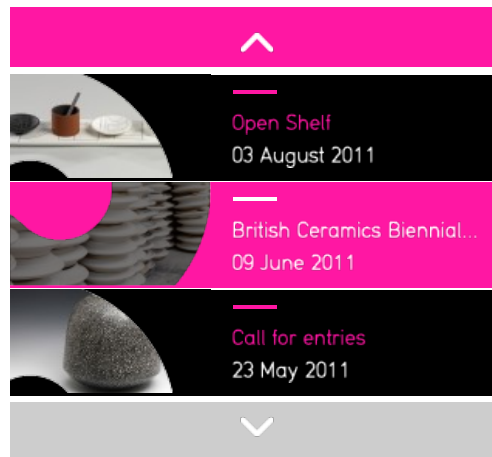 Open Shelf
03 August 2011
British Ceramics Biennial...
09 June 2011
Call for entries
23 May 2011